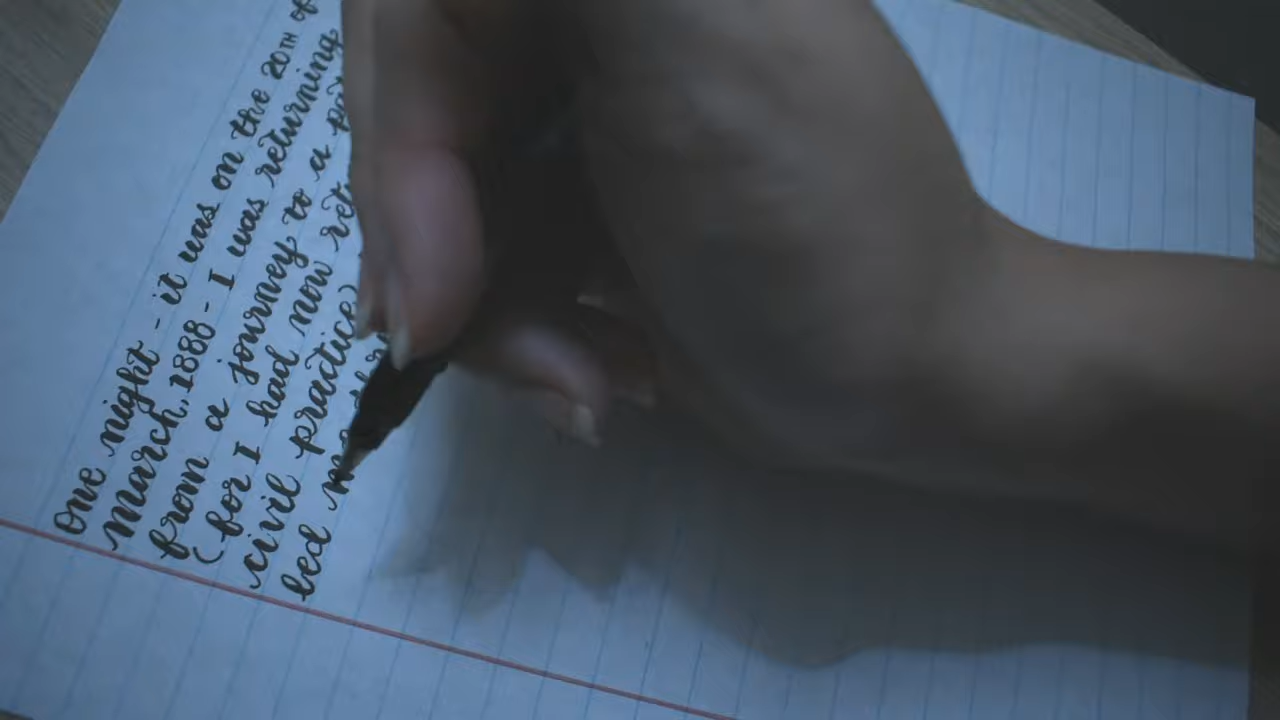 One night - it was on the 20TH of
March, 1888 - I was returning
from a journey to a
(for I had now
civil practice)
led